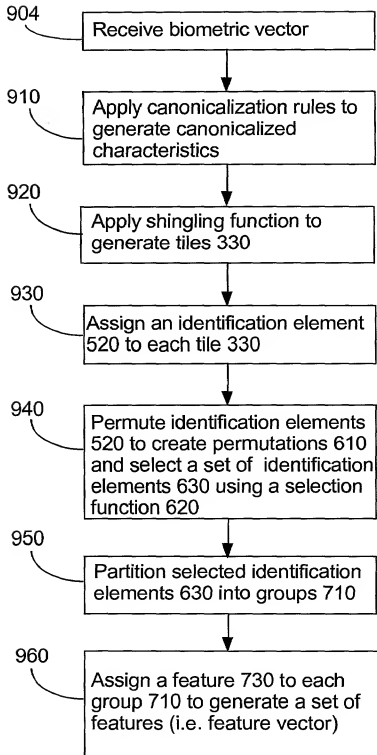 904
Receive biometric vector
910
Apply canonicalization rules to
generate canonicalized
characteristics
920
Apply shingling function to
generate tiles 330
930
Assign an identification element
520 to each tile 330
940
Permute identification elements
520 to create permutations 610
and select a set of identification
elements 630 using a selection
function 620
950
Partition selected identification
elements 630 into groups 710
960
Assign a feature 730 to each
group 710 to generate a set of
features (i.e. feature vector)